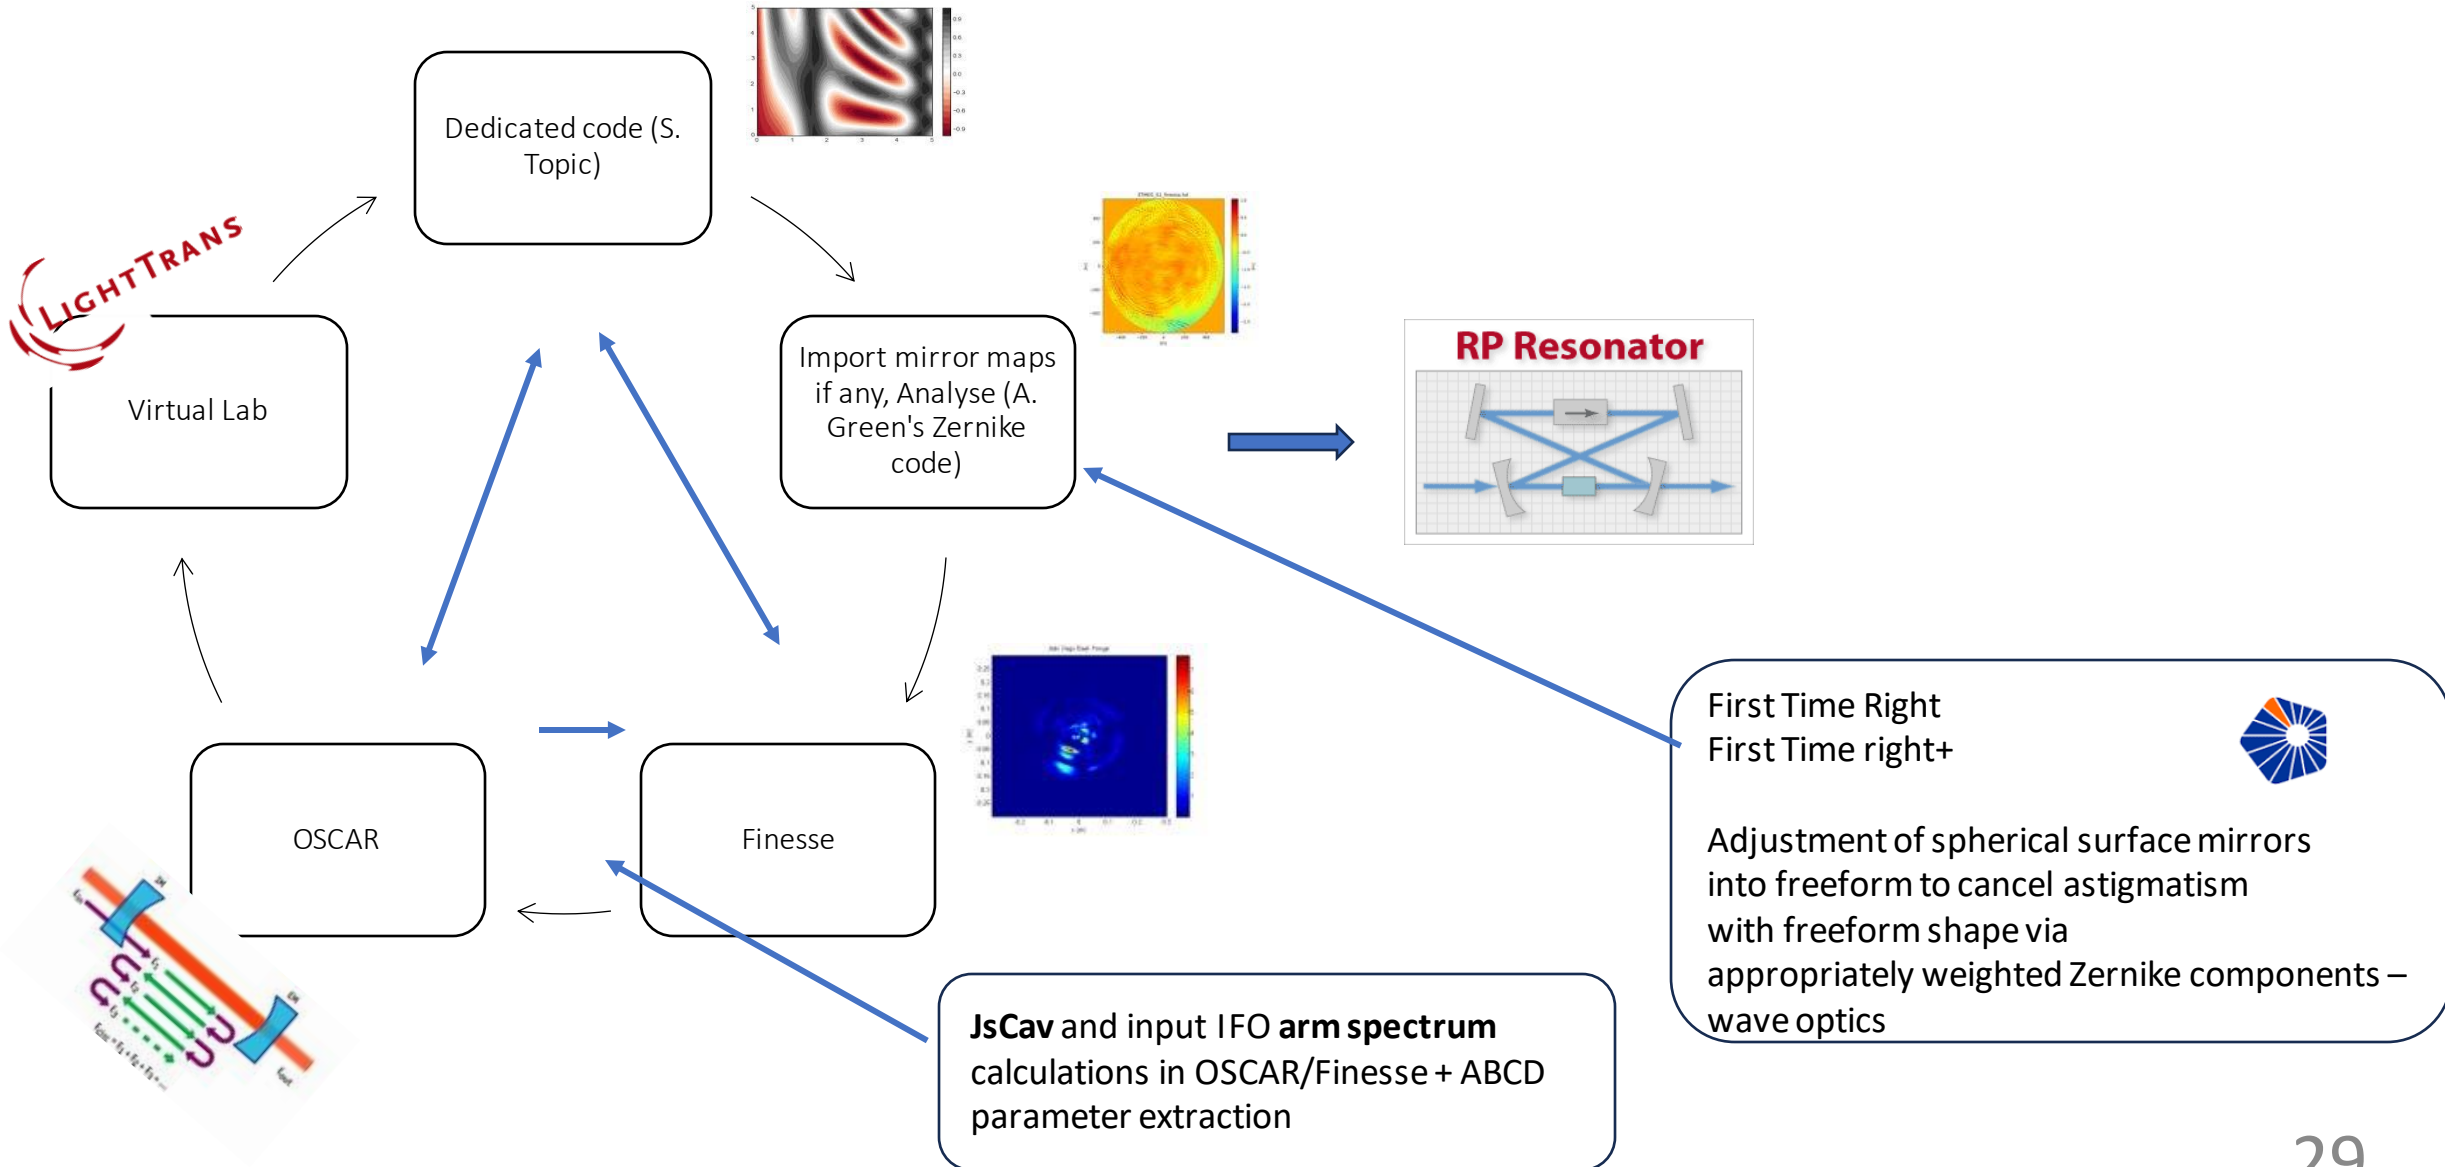 Dedicated code (S.
Topic)
LIGHTTRANS
Virtual Lab
Import mirror maps
if any, Analyse (A.
Green's Zernike
code)
RP Resonator
OSCAR
Finesse
First Time Right
First Time right+
Adjustment of spherical surface mirrors
into freeform to cancel astigmatism
with freeform shape via
appropriately weighted Zernike components –
wave optics
JsCav and input IFO arm spectrum
calculations in OSCAR/Finesse + ABCD
parameter extraction
29